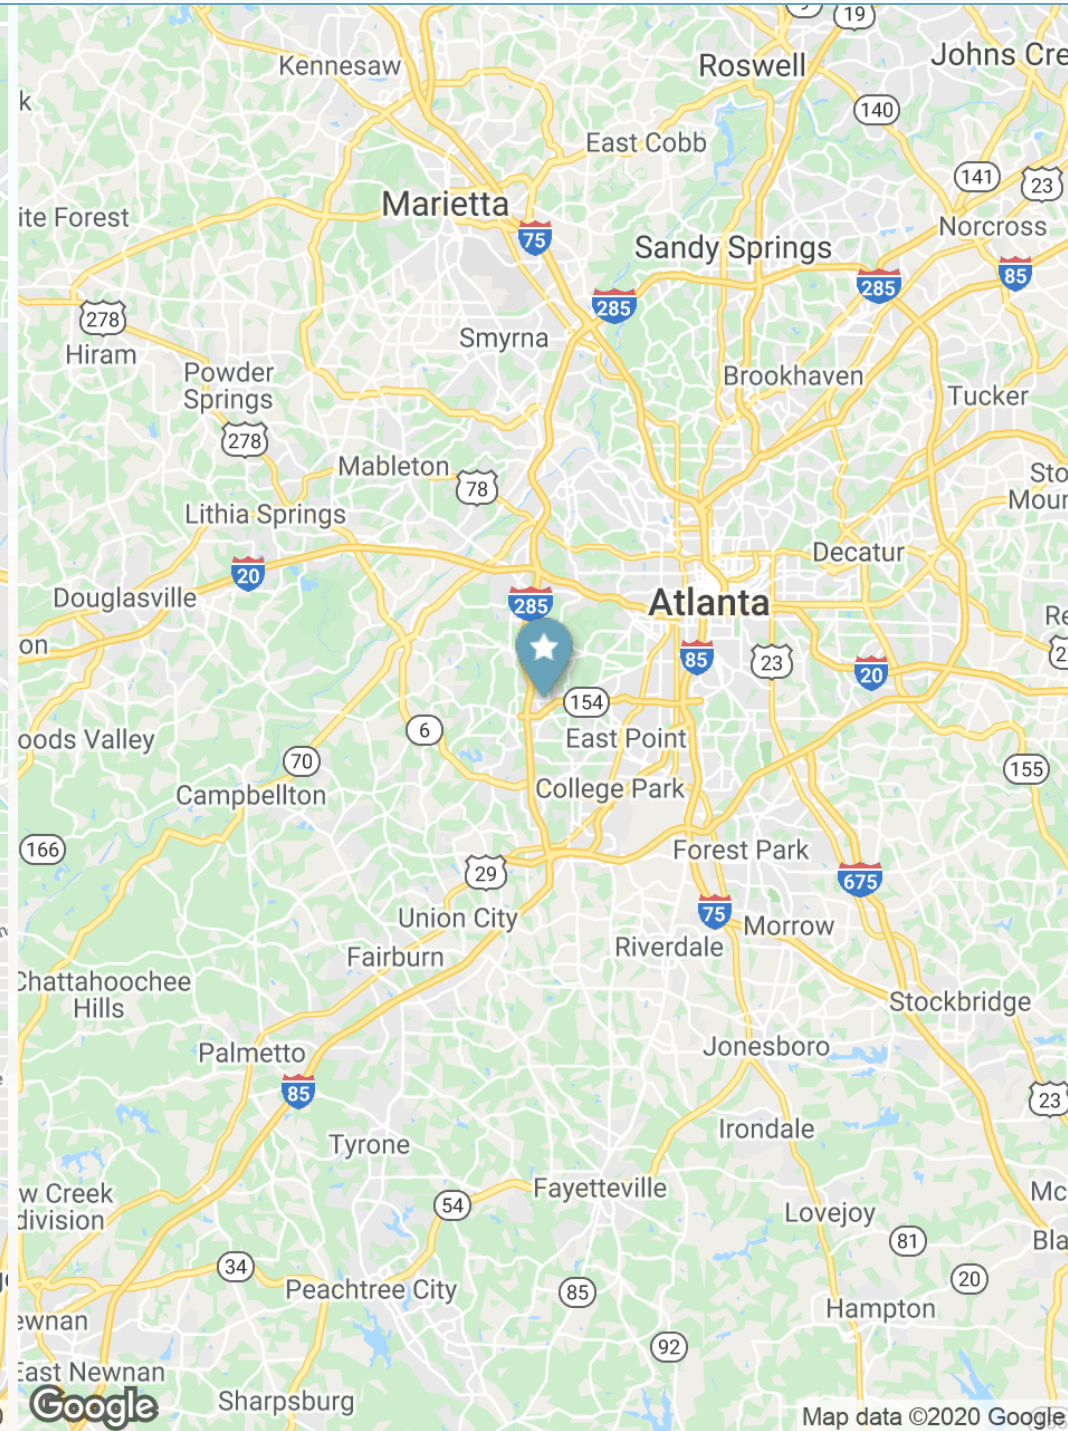 19
Kennesaw
Roswell
Johns Cre
k
140
East Cobb
141
23
Marietta
ite Forest
75
Norcross
Sandy Springs
85
285
285
278
Smyrna
Hiram
Powder
Springs
Brookhaven
Tucker
278
Mableton
Sto
Moun
78
Lithia Springs
Decatur
20
Douglasville
285
Atlanta
Re
on
85
23
20
154
6
oods Valley
East Point
70
155
College Park
Campbellton
166
Forest Park
29
675
75
Union City
Morrow
Riverdale
Fairburn
Chattahoochee
Hills
Stockbridge
Palmetto
Jonesboro
85
23
Irondale
Tyrone
w Creek
division
Fayetteville
Mc
54
Lovejoy
Bla
81
34
20
Peachtree City
85
ewnan
Hampton
92
East Newnan
Sharpsburg
Google
Map data ©2020 Google